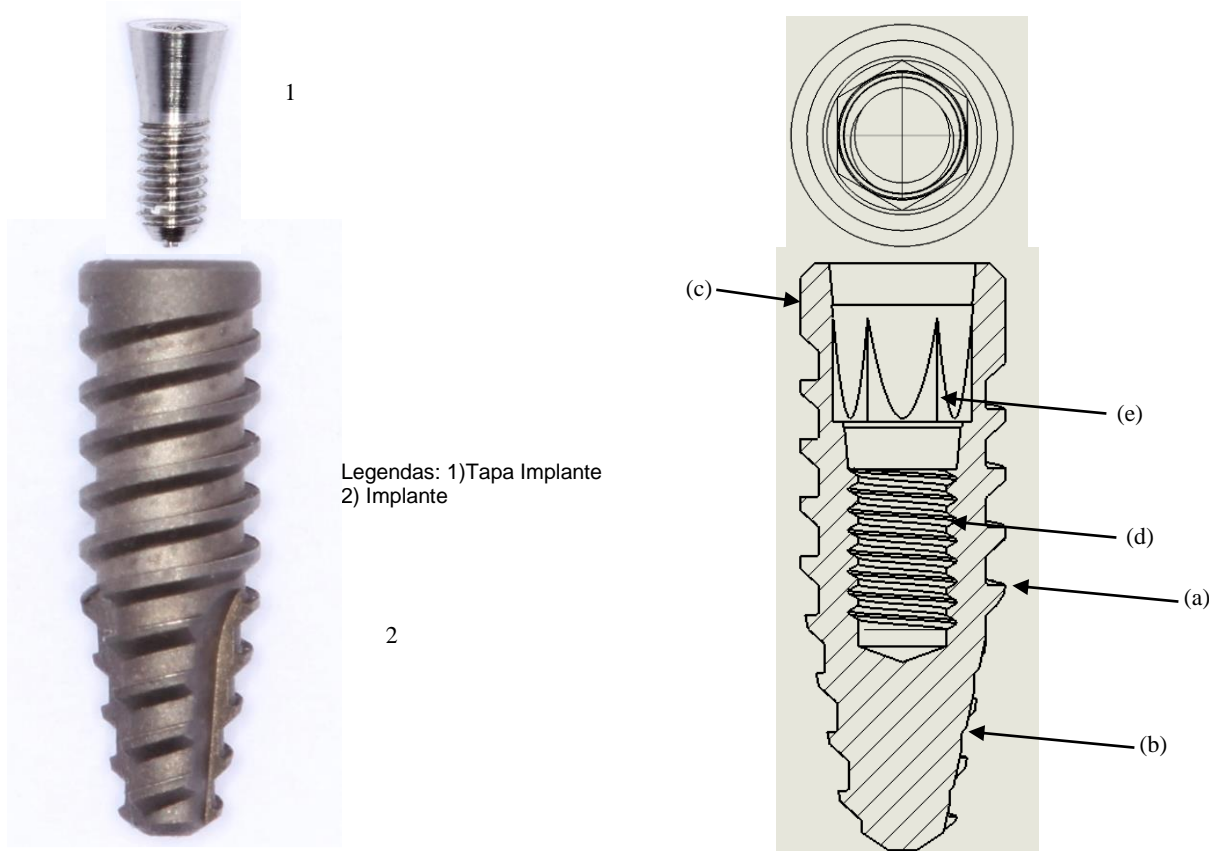 1
Legendas: 1)Tapa Implante
2) Implante
2
(c)
(e)
(d)
(a)
(b)